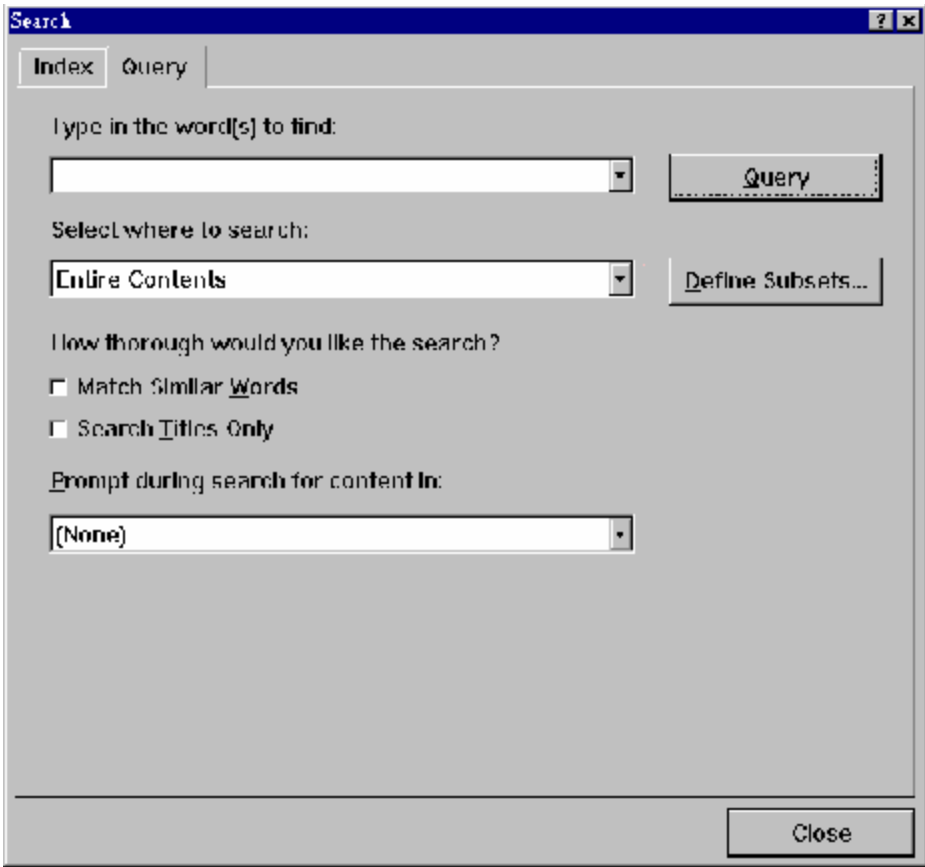 Search
Index Query
Type in the word(s) to find:
Query
Select where to search:
Entire Contents
Define Subsets...
How thorough would you like the search?
Match Similar Words
Search Titles Only
Prompt during search for content in:
(None)
Close